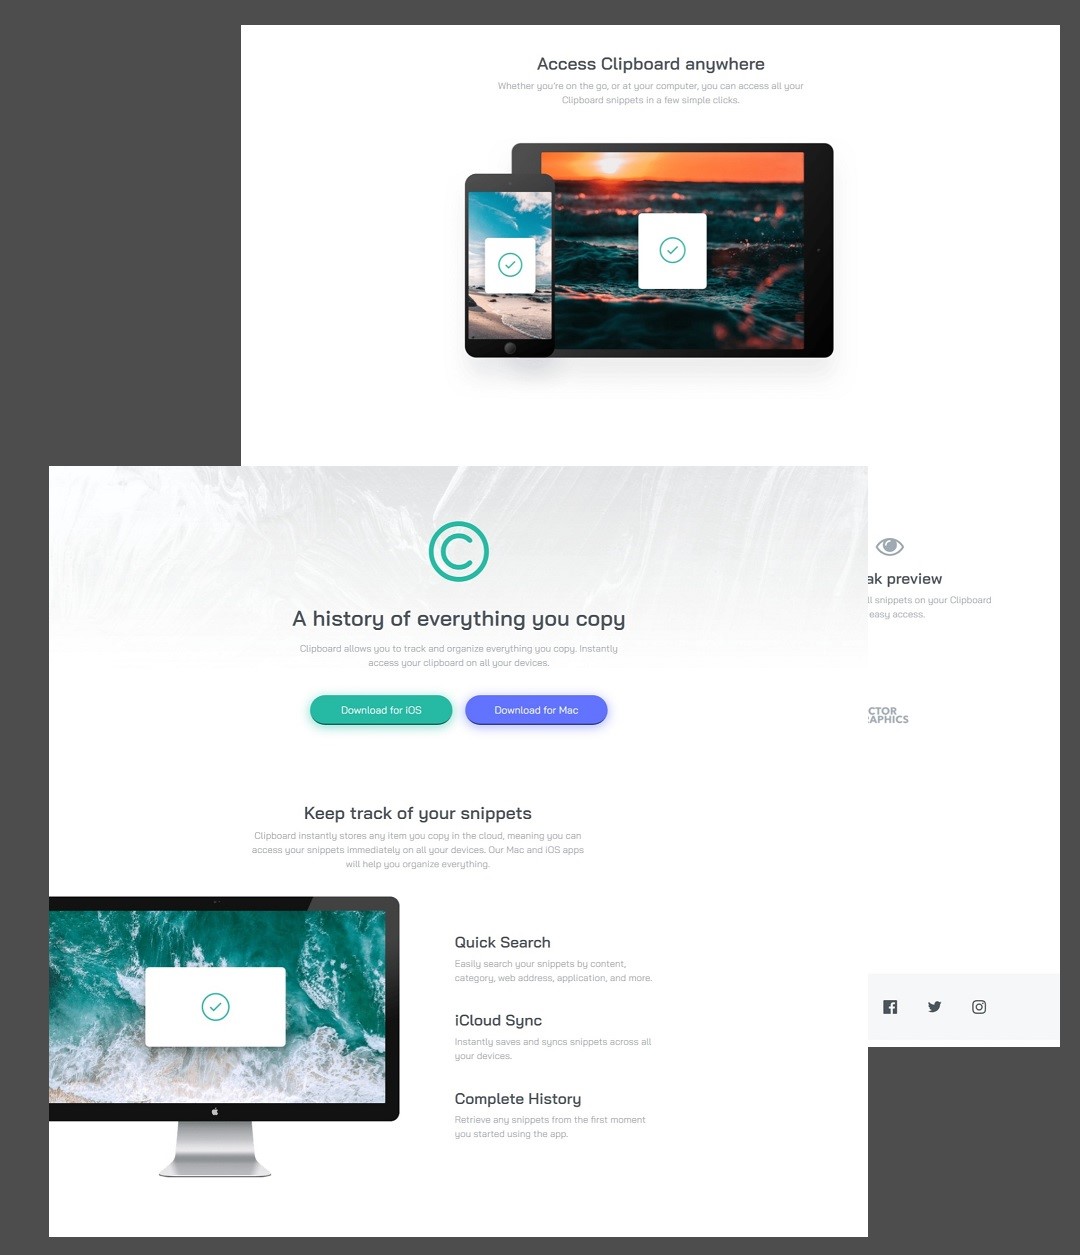 Access Clipboard anywhere
Whether you're on the go, or at your computer, you can access all your
Clipboard snippets in a few simple clicks.
A history of everything you copy
Clipboard allows you to track and organize everything you copy. Instantly
access your clipboard on all your devices.
Download for iOS
Download for Mac
Keep track of your snippets
Clipboard instantly stores any item you copy in the cloud, meaning you can
access your snippets immediately on all your devices. Our Mac and iOS apps
will help you organize everything.
Quick Search
Easily search your snippets by content,
category, web address, application, and more.
iCloud Sync
Instantly saves and syncs snippets across all
your devices.
Complete History
Retrieve any snippets from the first moment
you started using the app.
preview
snippets on your Clipboard
easy access.